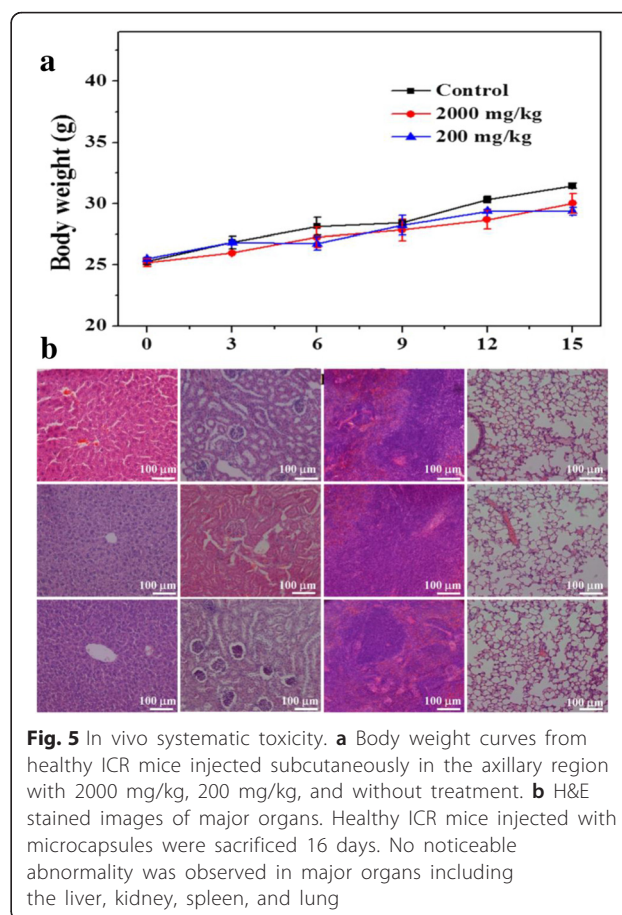 a
40
35
30
25
20
Body weight (g)
Control
2000 mg/kg
200 mg/kg
0 3 6 9 12 15
b
100 μm 100 μm 100 μm 100 μm
100 μm 100 μm 100 μm 100 μm
100 μm 100 μm 100 μm 100 μm
Fig. 5 In vivo systematic toxicity. a Body weight curves from
healthy ICR mice injected subcutaneously in the axillary region
with 2000 mg/kg, 200 mg/kg, and without treatment. b H&E
stained images of major organs. Healthy ICR mice injected with
microcapsules were sacrificed 16 days. No noticeable
abnormality was observed in major organs including
the liver, kidney, spleen, and lung